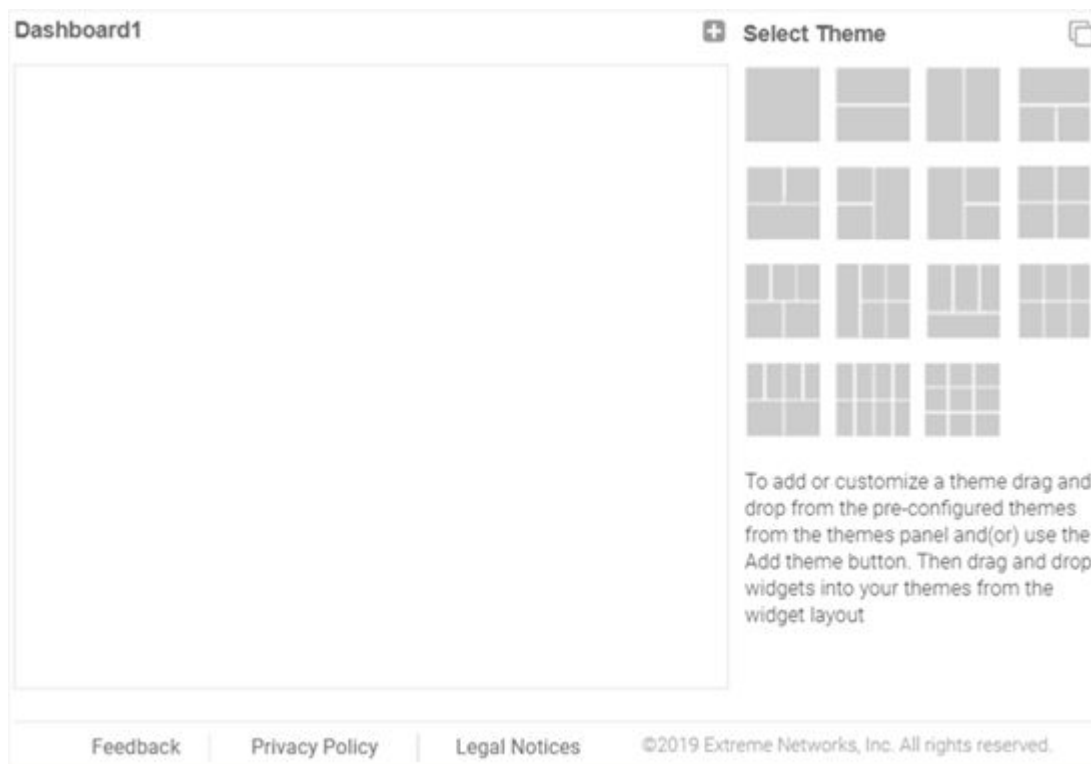 Dashboard1
Select Theme
To add or customize a theme drag and
drop from the pre-configured themes
from the themes panel and(or) use the
Add theme button. Then drag and drop
widgets into your themes from the
widget layout
Feedback
Privacy Policy
Legal Notices
©2019 Extreme Networks, Inc. All rights reserved.